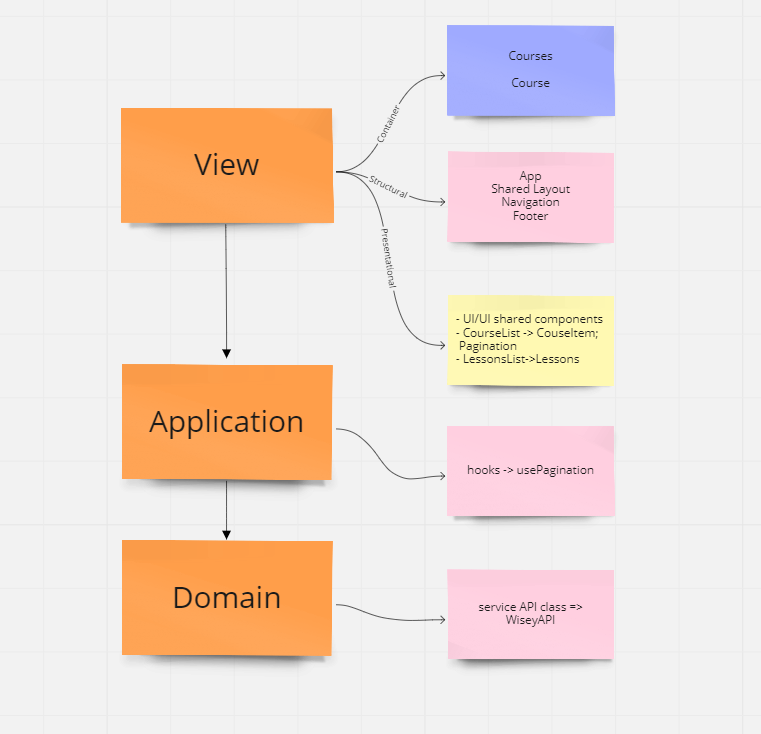 Courses
Course
View
Container
Structural
Presentational
App
Shared Layout
Navigation
Footer
- UI/UI shared components
- CourseList -> CouseItem;
Pagination
- LessonsList->Lessons
Application
hooks -> usePagination
Domain
service API class =>
WiseyAPI